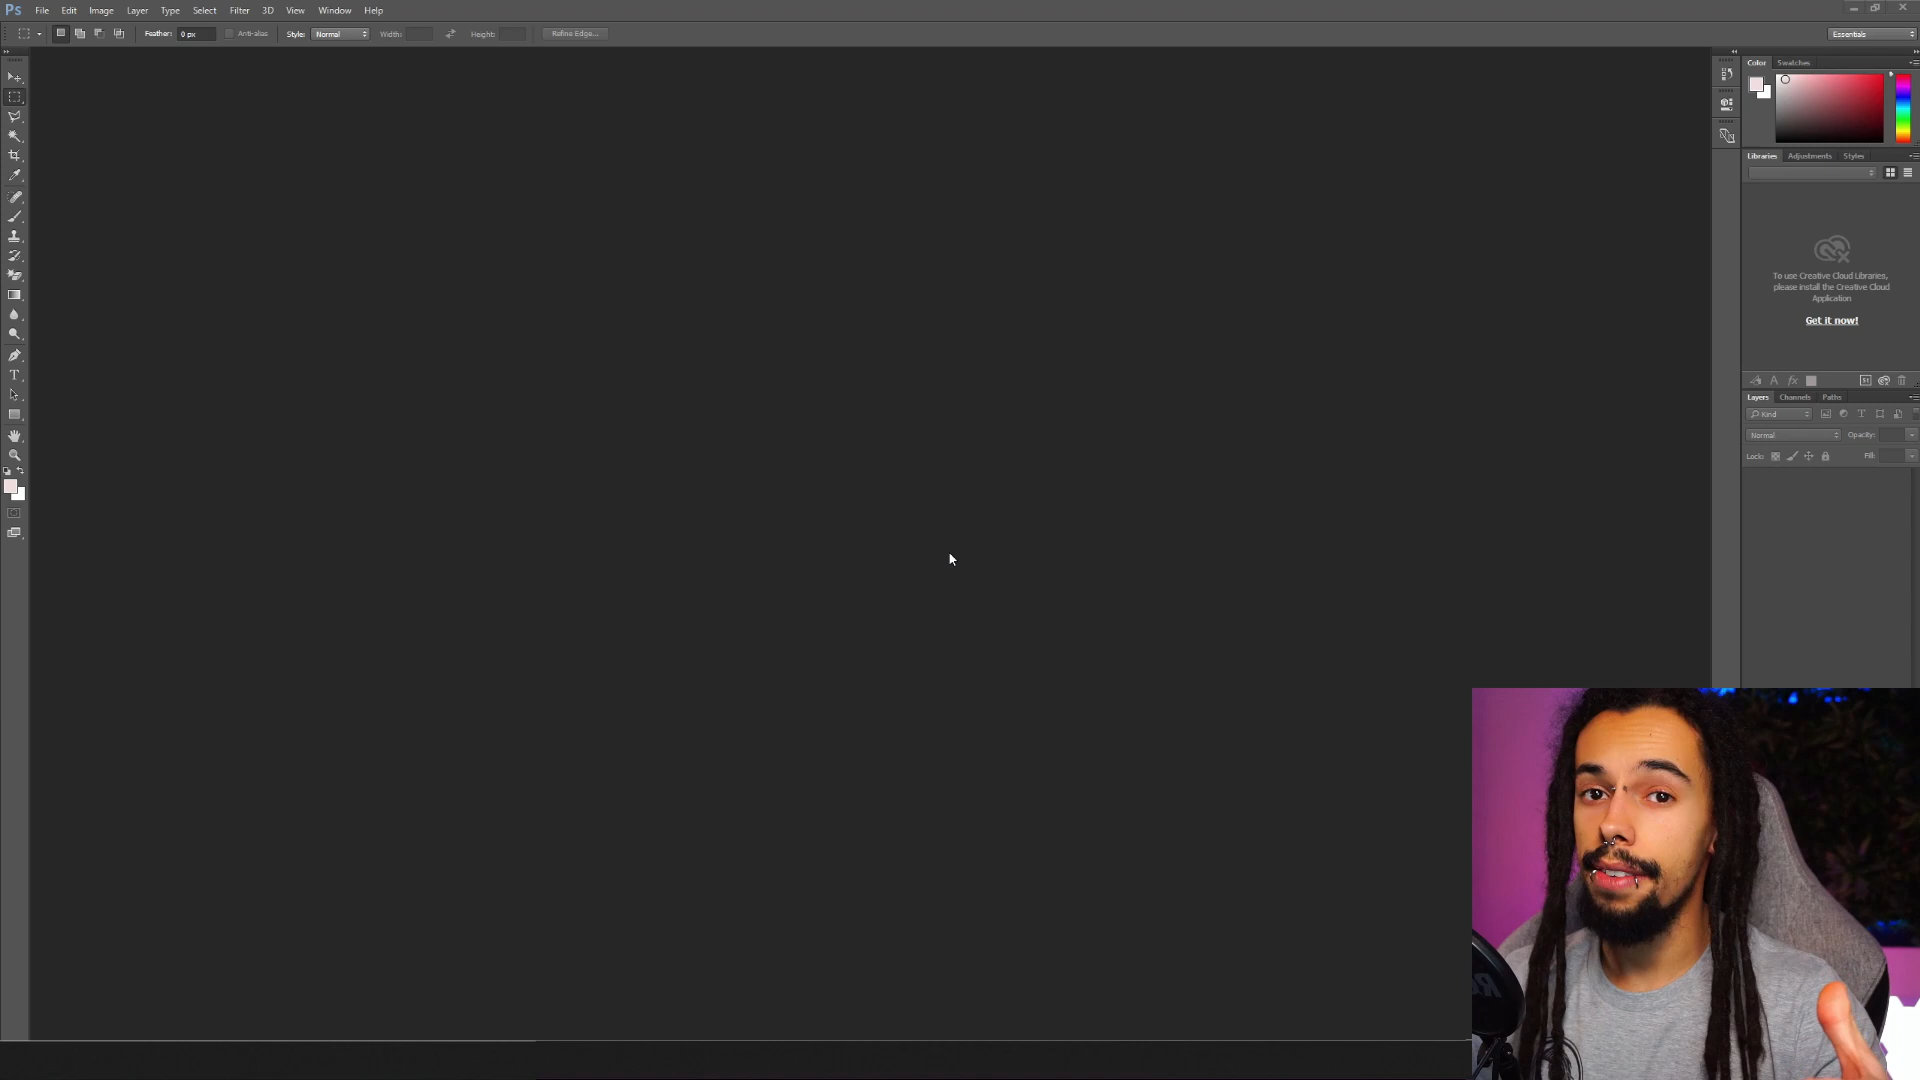 Ps File Edit Image Layer Type Select Filter 3D View Window Help
Feather: 0 px Anti-alias Style: Normal Width: Height: Refine Edge... Essentials
Color Swatches
Libraries Adjustments Styles
To use Creative Cloud Libraries,
please install the Creative Cloud
Application
Get it now!
A fx St
Layers Channels Paths
Kind T
Normal Opacity:
Lock: Fill:
T